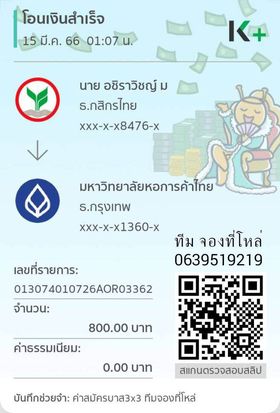 โอนเงินสำเร็จ
15 มี.ค. 66 01:07 น.
K+
นาย อชิราวิชญ์ ม
ธ.กสิกรไทย
xxx-x-x8476-x
มหาวิทยาลัยหอการค้าไทย
ธ.กรุงเทพ
xxx-x-x1360-x
ทีม จองที่โหล่
0639519219
เลขที่รายการ:
013074010726AOR03362
จำนวน:
800.00 บาท
ค่าธรรมเนียม:
0.00 บาท
สแกนตรวจสอบสลิป
บันทึกช่วยจำ: ค่าสมัครบาส3x3 ทีมจองที่โหล่